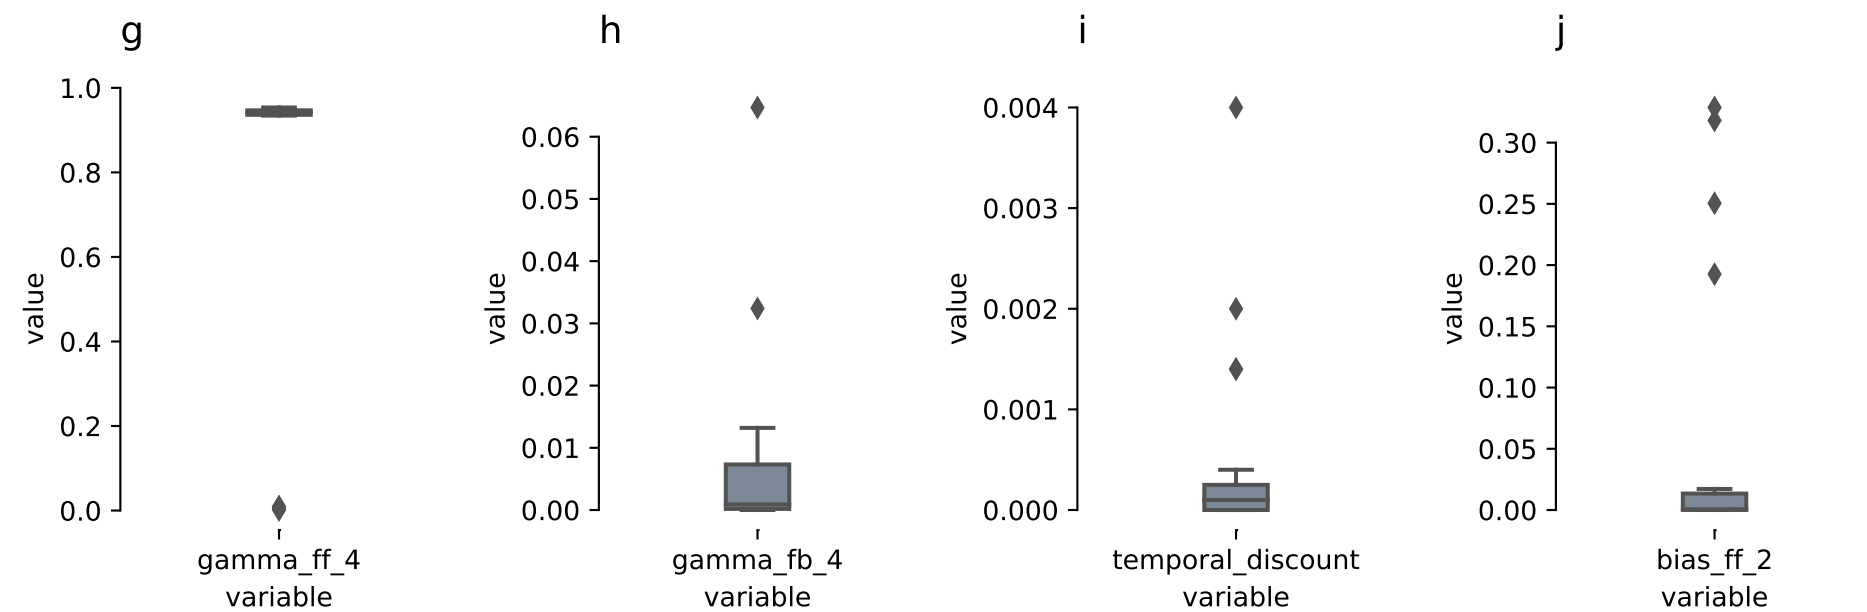 g
1.0
0.8
0.6
0.4
0.2
0.0
value
gamma_ff_4
variable
h
0.06
0.05
0.04
0.03
0.02
0.01
0.00
value
gamma_fb_4
variable
i
0.004
0.003
0.002
0.001
0.000
value
temporal_discount
variable
j
0.30
0.25
0.20
0.15
0.10
0.05
0.00
value
bias_ff_2
variable